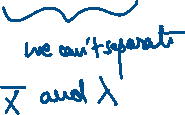 we can't separate
x̄ and λ